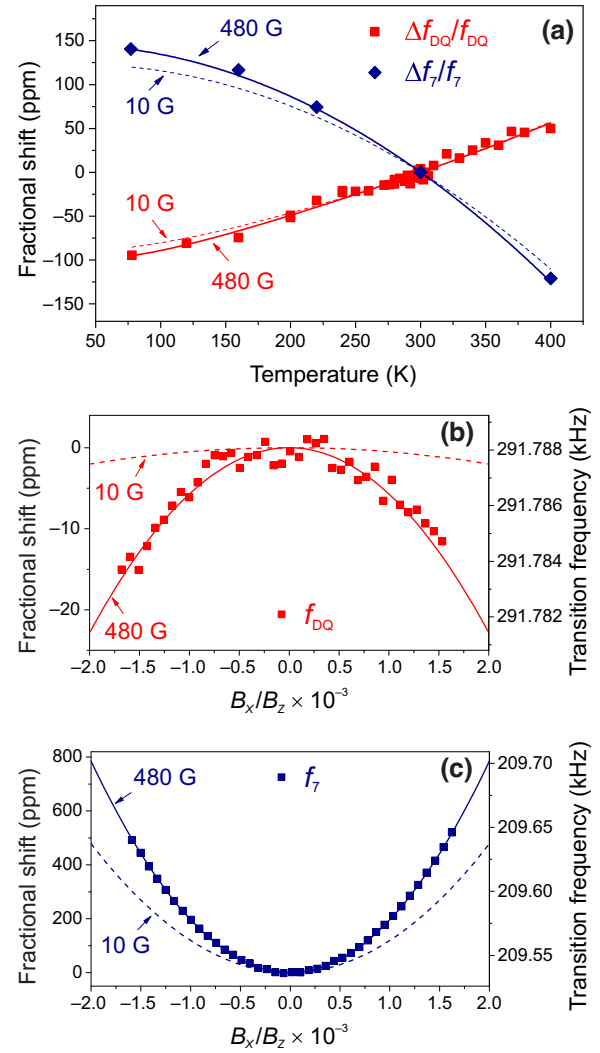 (a)
480 G
10 G
10 G
480 G
Δf_DQ/f_DQ
Δf_7/f_7
150
100
50
0
−50
−100
−150
Fractional shift (ppm)
50 100 150 200 250 300 350 400
Temperature (K)
(b)
10 G
480 G
f_DQ
0
−10
−20
Fractional shift (ppm)
291.788
291.786
291.784
291.782
Transition frequency (kHz)
−2.0 −1.5 −1.0 −0.5 0.0 0.5 1.0 1.5 2.0
B_x/B_z × 10⁻³
(c)
480 G
10 G
f_7
800
600
400
200
0
Fractional shift (ppm)
209.70
209.64
209.60
209.54
Transition frequency (kHz)
−2.0 −1.5 −1.0 −0.5 0.0 0.5 1.0 1.5 2.0
B_x/B_z × 10⁻³